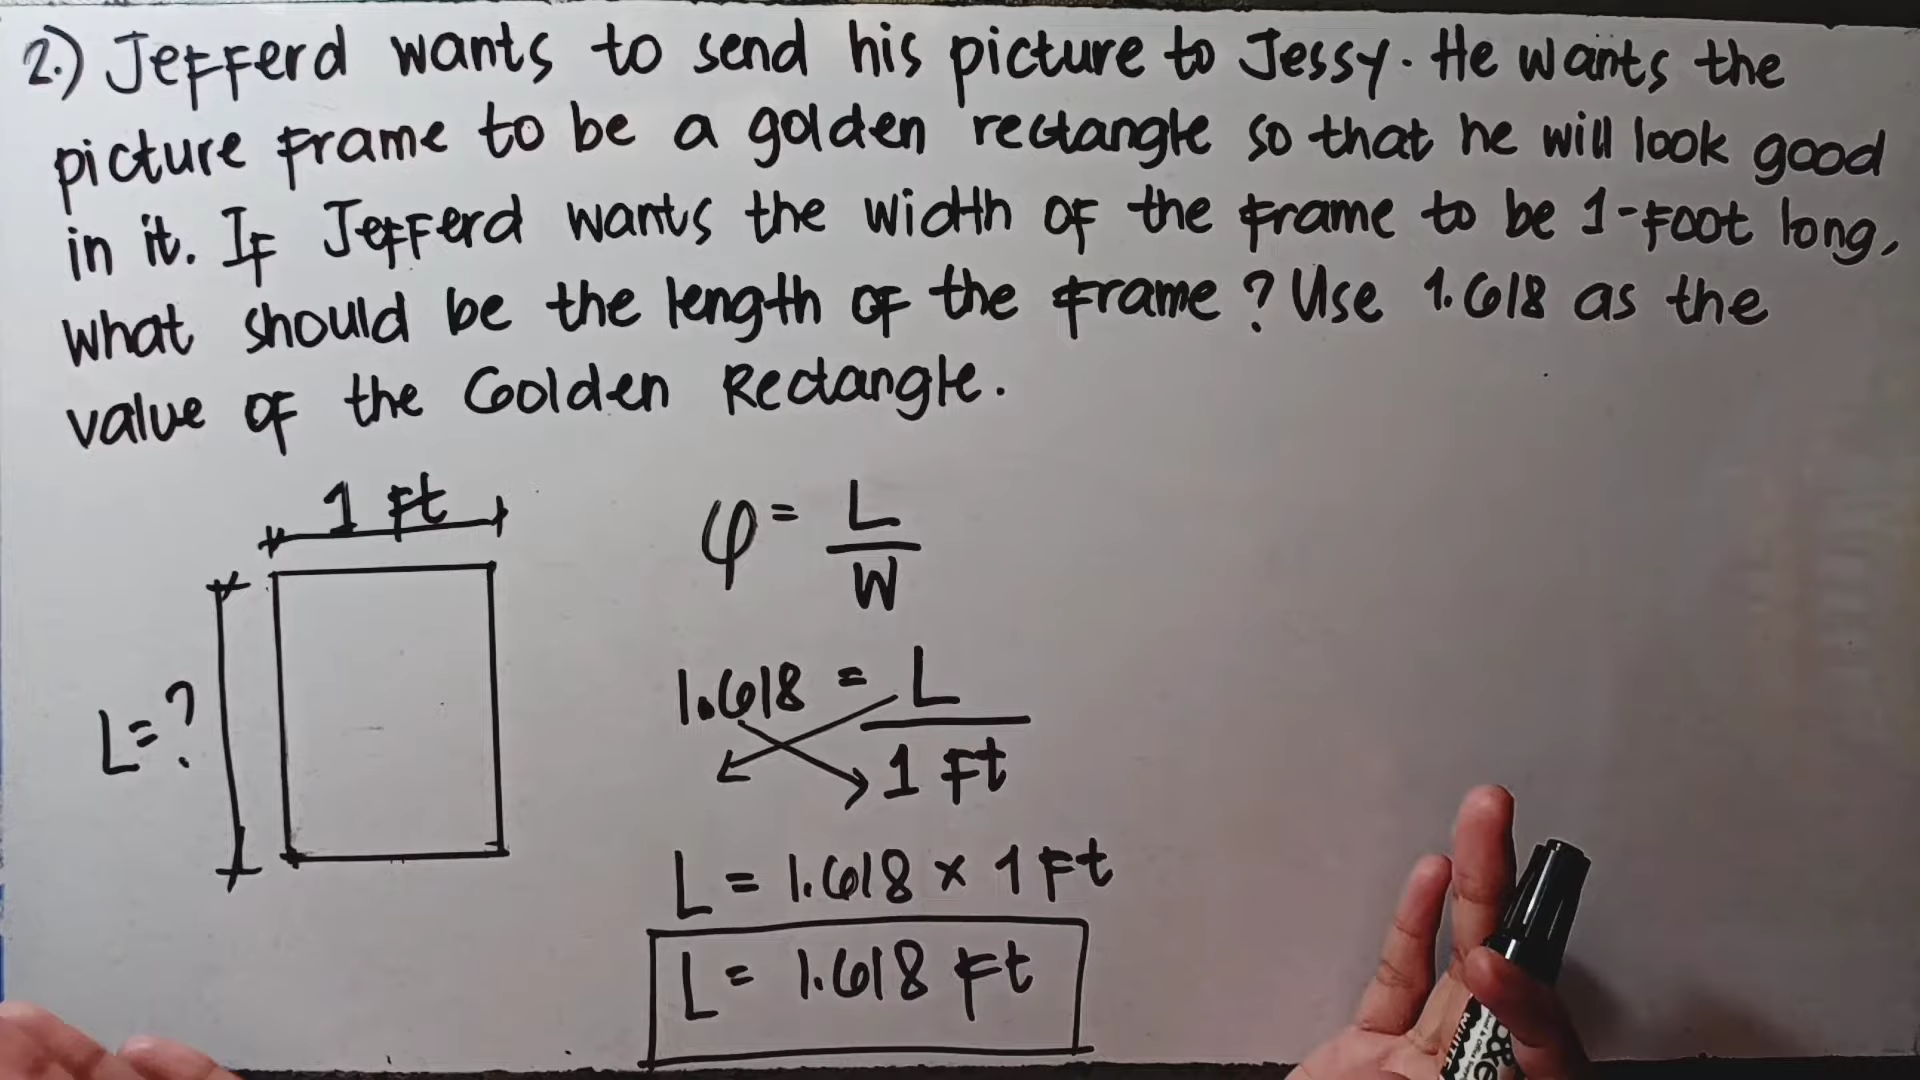 2.) Jefferd wants to send his picture to Jessy. He wants the
picture frame to be a golden rectangle so that he will look good
in it. If Jefferd wants the width of the frame to be 1-foot long,
what should be the length of the frame? Use 1.618 as the
value of the Golden Rectangle.
1 Ft
L=?
φ = L/W
1.618 = L/1 Ft
L = 1.618 × 1 Ft
L = 1.618 Ft